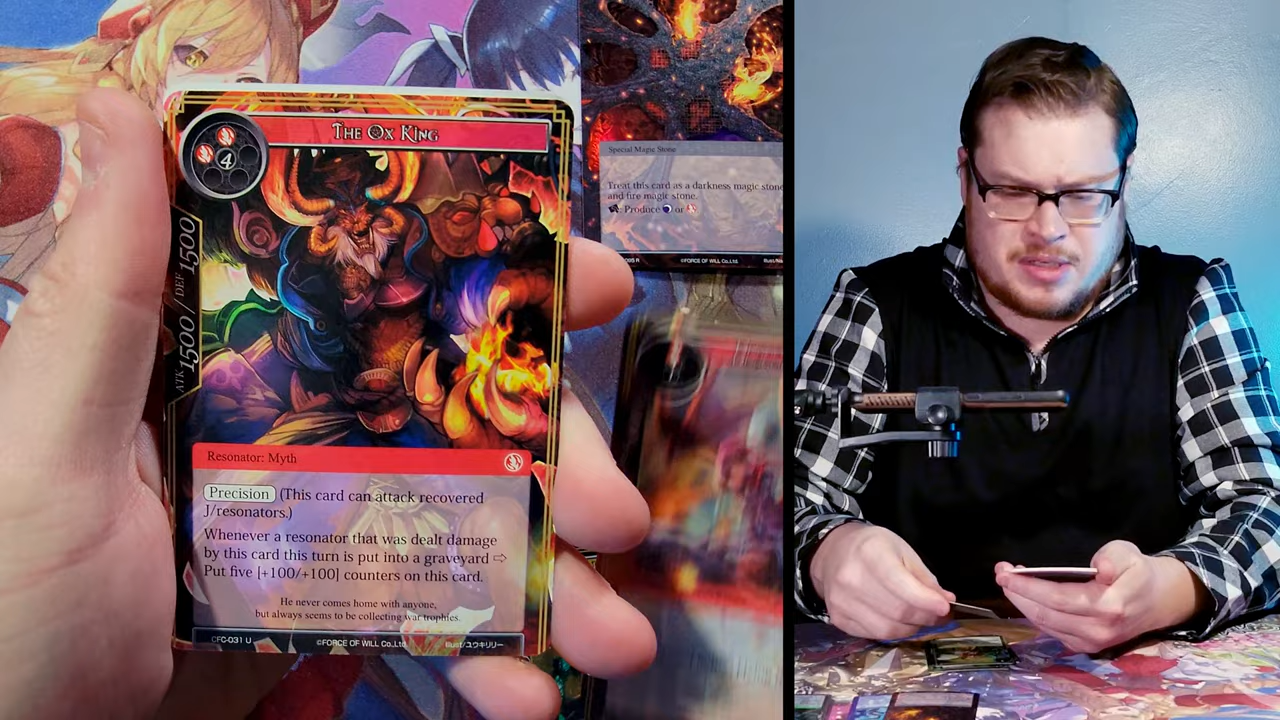 The Ox King
4
ATK 1500 / DEF 1500
Resonator: Myth
Precision (This card can attack recovered
J/resonators.)
Whenever a resonator that was dealt damage
by this card this turn is put into a graveyard ⇨
Put five [+100/+100] counters on this card.
He never comes home with anyone,
but always seems to be collecting war trophies.
CFC-031 U
©FORCE OF WILL Co.,Ltd.
Illust/ユウキリリー
Special Magic Stone
Treat this card as a darkness magic stone
and fire magic stone.
: Produce or
©FORCE OF WILL Co.,Ltd.